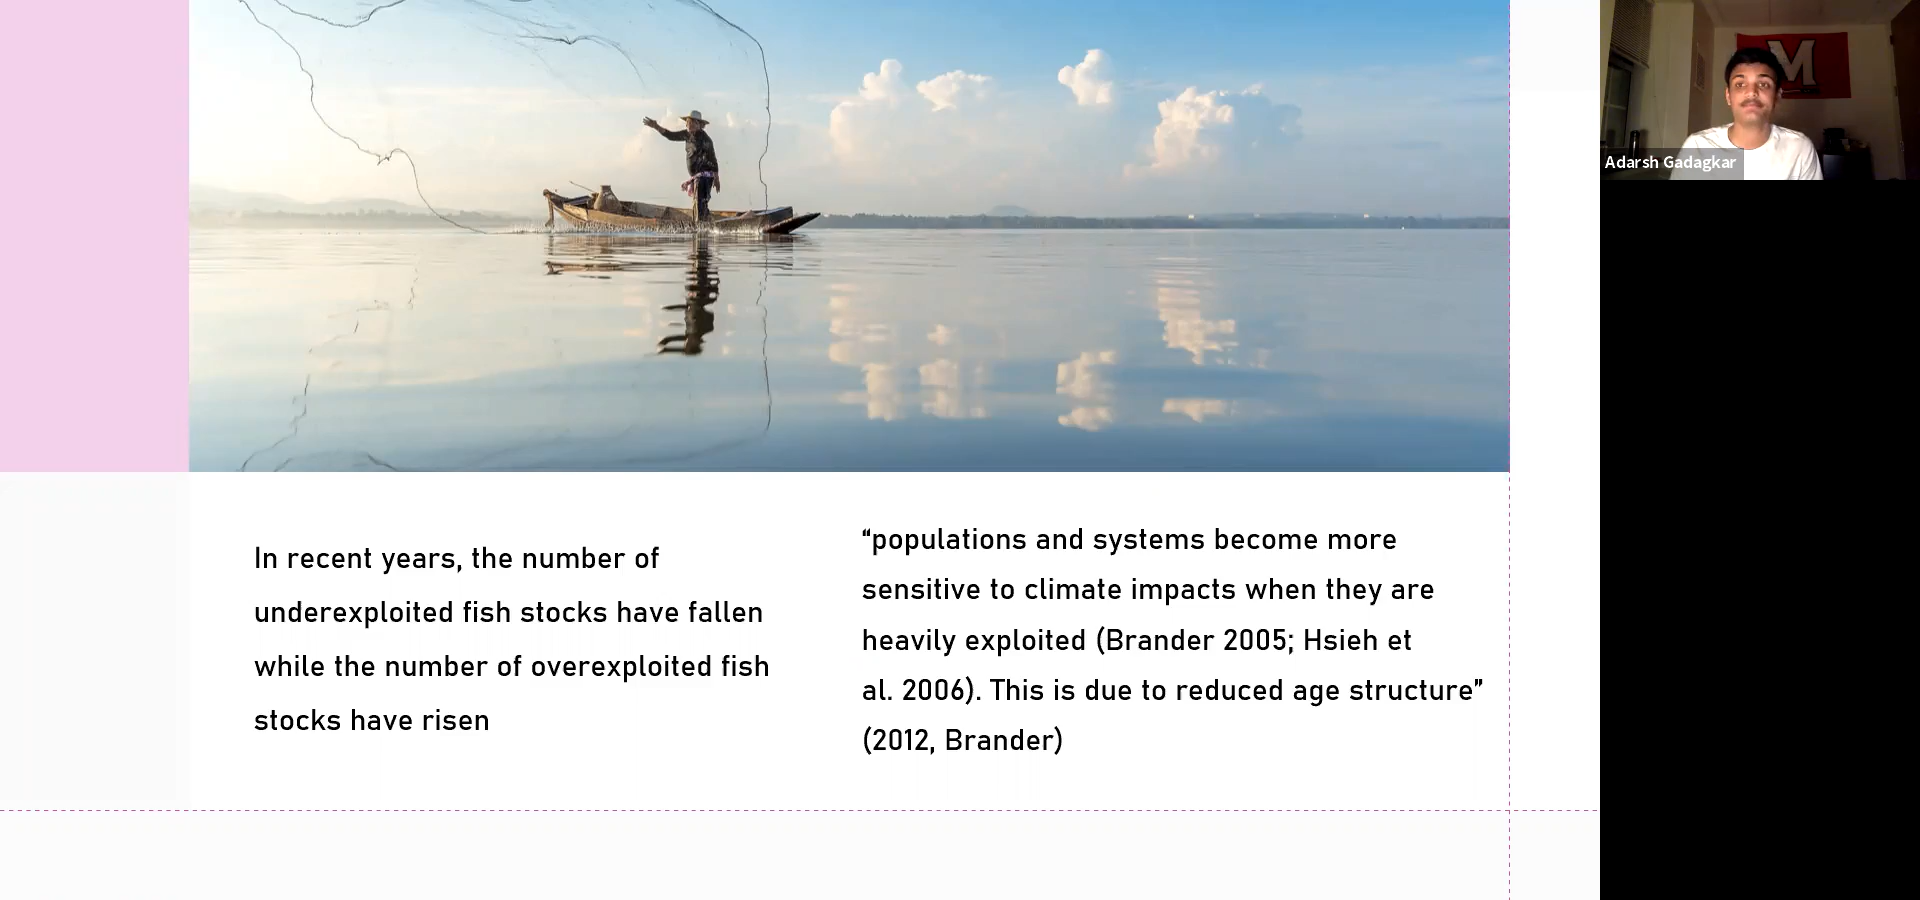 In recent years, the number of
underexploited fish stocks have fallen
while the number of overexploited fish
stocks have risen
“populations and systems become more
sensitive to climate impacts when they are
heavily exploited (Brander 2005; Hsieh et
al. 2006). This is due to reduced age structure”
(2012, Brander)
M
Adarsh Gadagkar